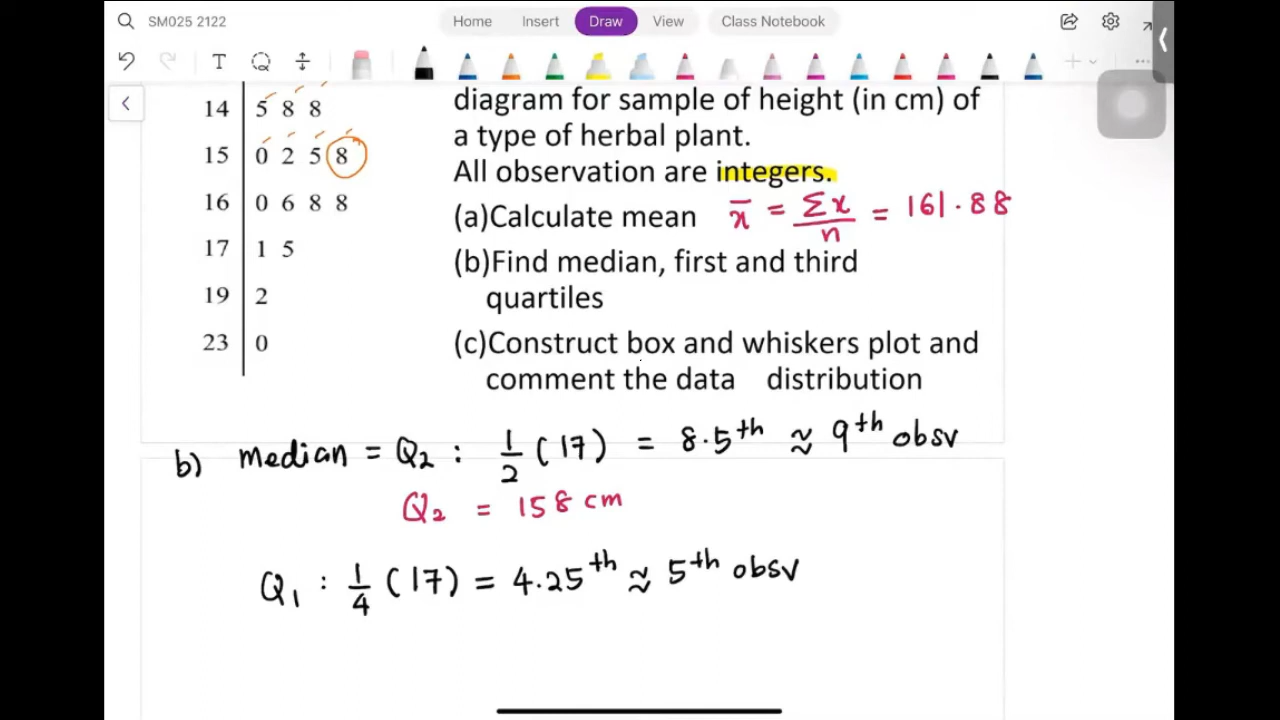 SM025 2122
Home Insert Draw View Class Notebook
T
14 5 8 8
15 0 2 5 8
16 0 6 8 8
17 1 5
19 2
23 0
diagram for sample of height (in cm) of
a type of herbal plant.
All observation are integers.
(a)Calculate mean x̄ = Σx/n = 161.88
(b)Find median, first and third
quartiles
(c)Construct box and whiskers plot and
comment the data distribution
b) median = Q₂ : 1/2 (17) = 8.5th ≈ 9th obsv
Q₂ = 158 cm
Q₁ : 1/4 (17) = 4.25th ≈ 5th obsv